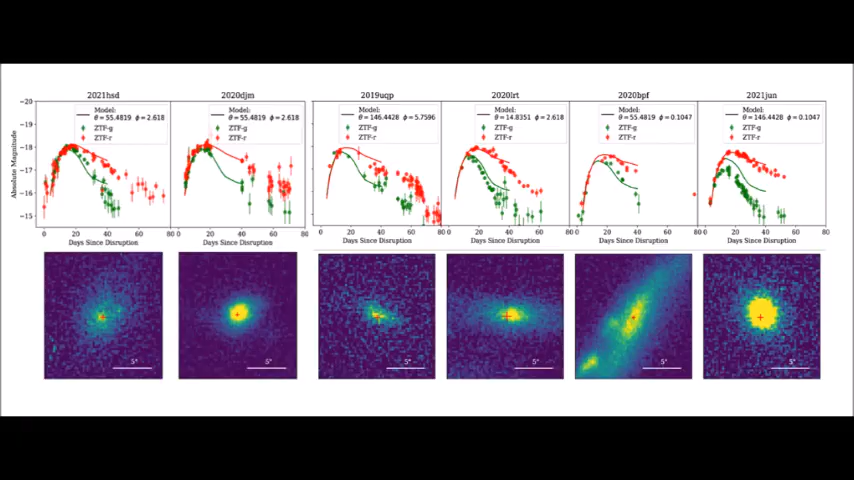 2021hsd
2020djm
2019uqp
2020lrt
2020bpf
2021jun
Absolute Magnitude
−20
−19
−18
−17
−16
−15
Model:
θ = 55.4819 ϕ = 2.618
ZTF-g
ZTF-r
Model:
θ = 55.4819 ϕ = 2.618
ZTF-g
ZTF-r
Model:
θ = 146.4428 ϕ = 5.7596
ZTF-g
ZTF-r
Model:
θ = 14.8351 ϕ = 2.618
ZTF-g
ZTF-r
Model:
θ = 55.4819 ϕ = 0.1047
ZTF-g
ZTF-r
Model:
θ = 146.4428 ϕ = 0.1047
ZTF-g
ZTF-r
0 20 40 60 80
0 20 40 60 80
0 20 40 60 80
0 20 40 60 80
0 20 40 60 80
0 20 40 60 80
Days Since Disruption
Days Since Disruption
Days Since Disruption
Days Since Disruption
Days Since Disruption
Days Since Disruption
5"
5"
5"
5"
5"
5"